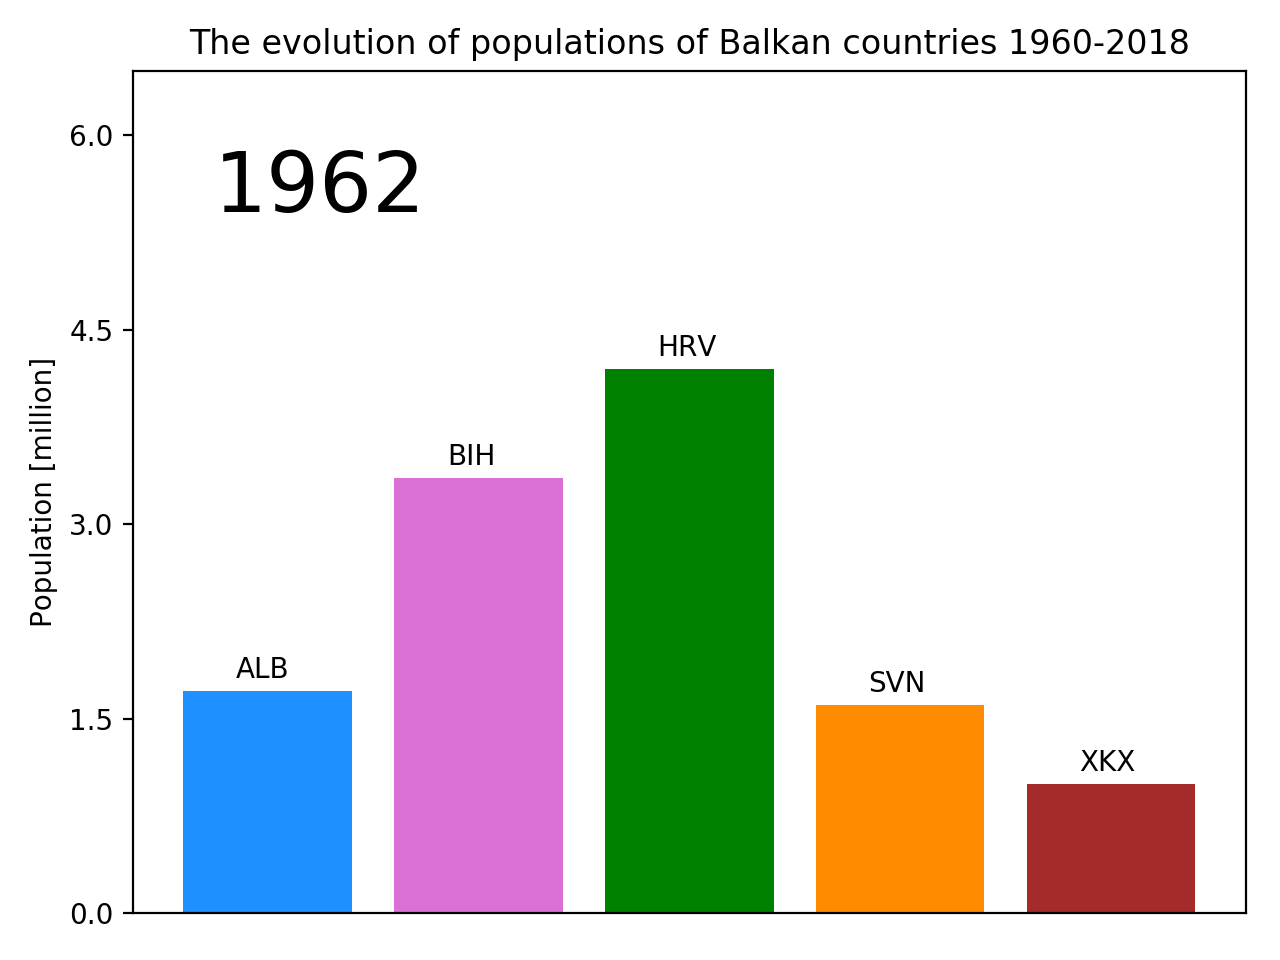 The evolution of populations of Balkan countries 1960-2018
6.0
1962
4.5
HRV
Population [million]
BIH
3.0
ALB
SVN
1.5
XKX
0.0